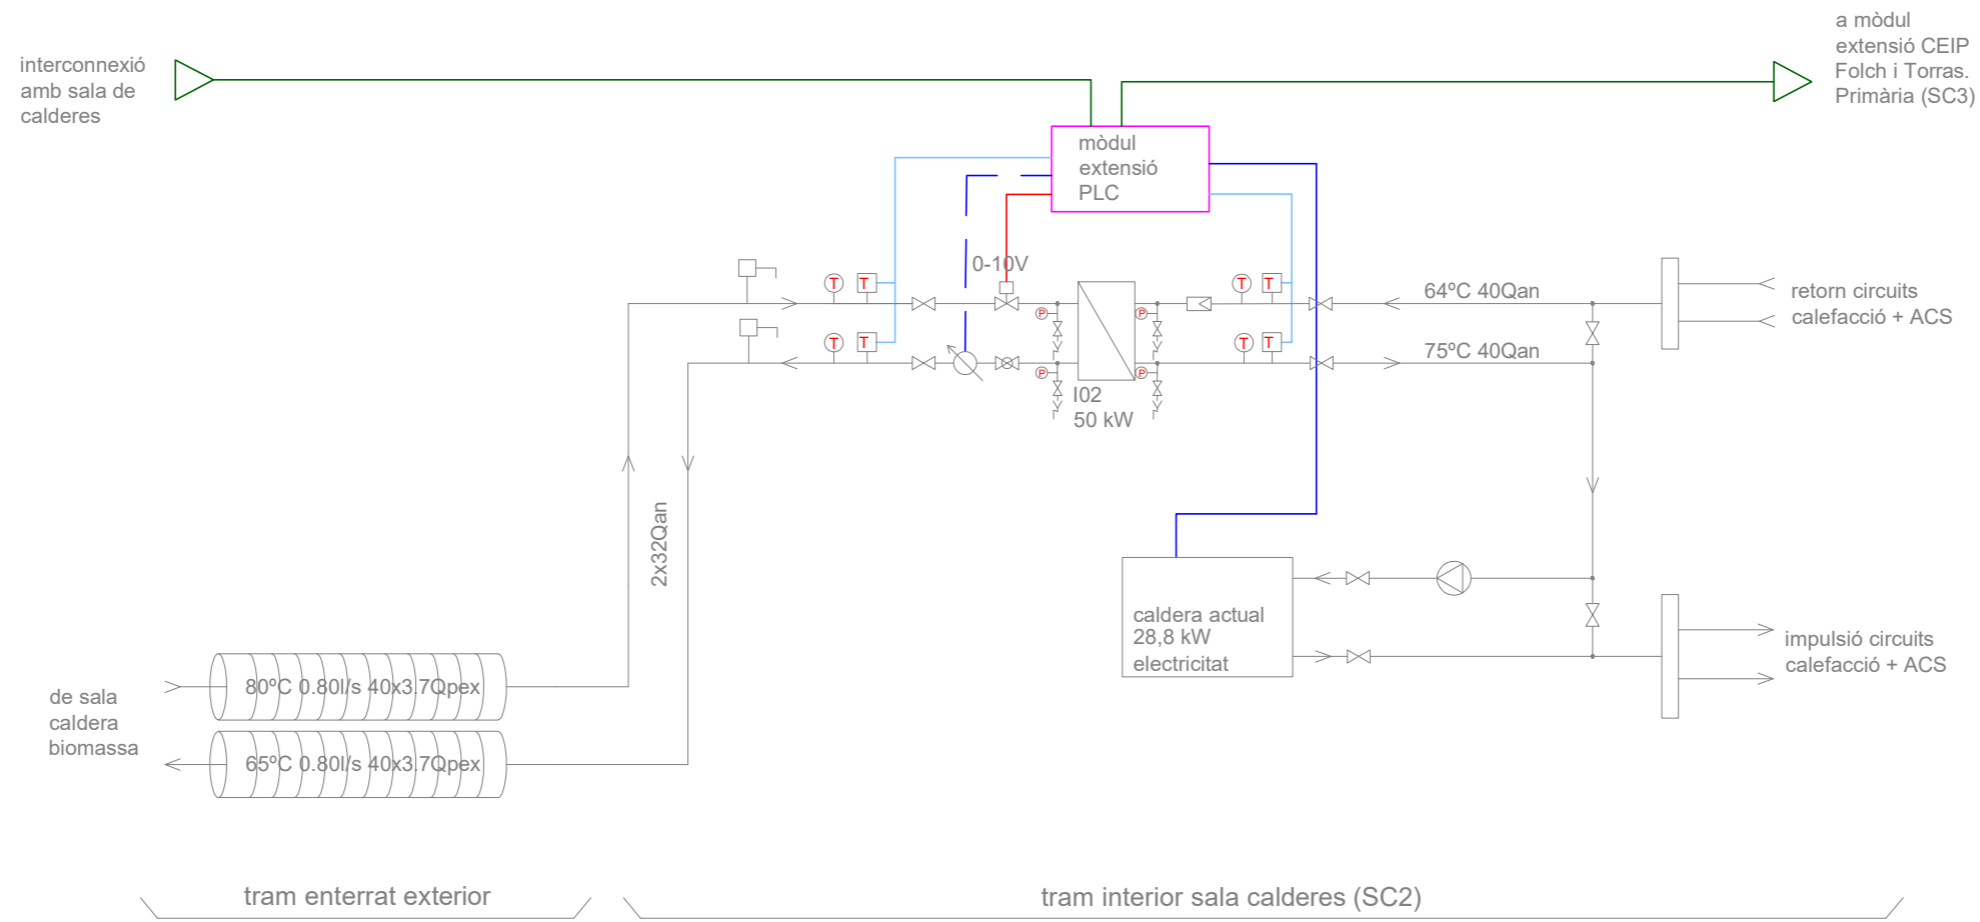 interconnexió
amb sala de
calderes
a mòdul
extensió CEIP
Folch i Torras.
Primària (SC3)
mòdul
extensió
PLC
0-10V
T
T
T
T
P
P
64ºC 40Qan
retorn circuits
calefacció + ACS
T
T
T
T
P
P
75ºC 40Qan
I02
50 kW
2x32Qan
caldera actual
28,8 kW
electricitat
impulsió circuits
calefacció + ACS
de sala
caldera
biomassa
80ºC 0.80l/s 40x3.7Qpex
65ºC 0.80l/s 40x3.7Qpex
tram enterrat exterior
tram interior sala calderes (SC2)